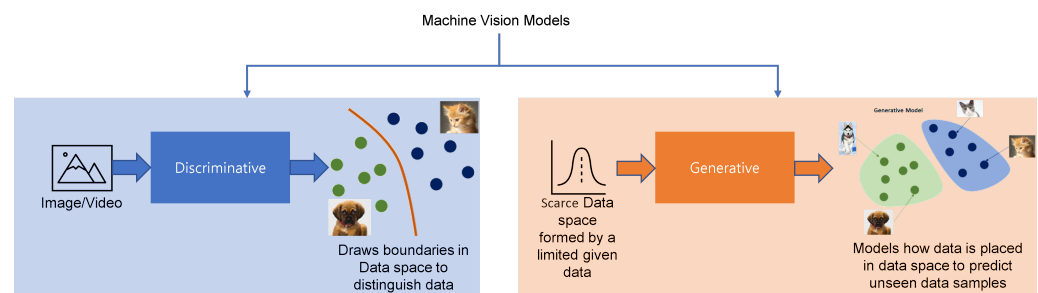 Machine Vision Models
Discriminative
Image/Video
Draws boundaries in
Data space to
distinguish data
Generative
Scarce Data
space
formed by a
limited given
data
Generative Model
Models how data is placed
in data space to predict
unseen data samples